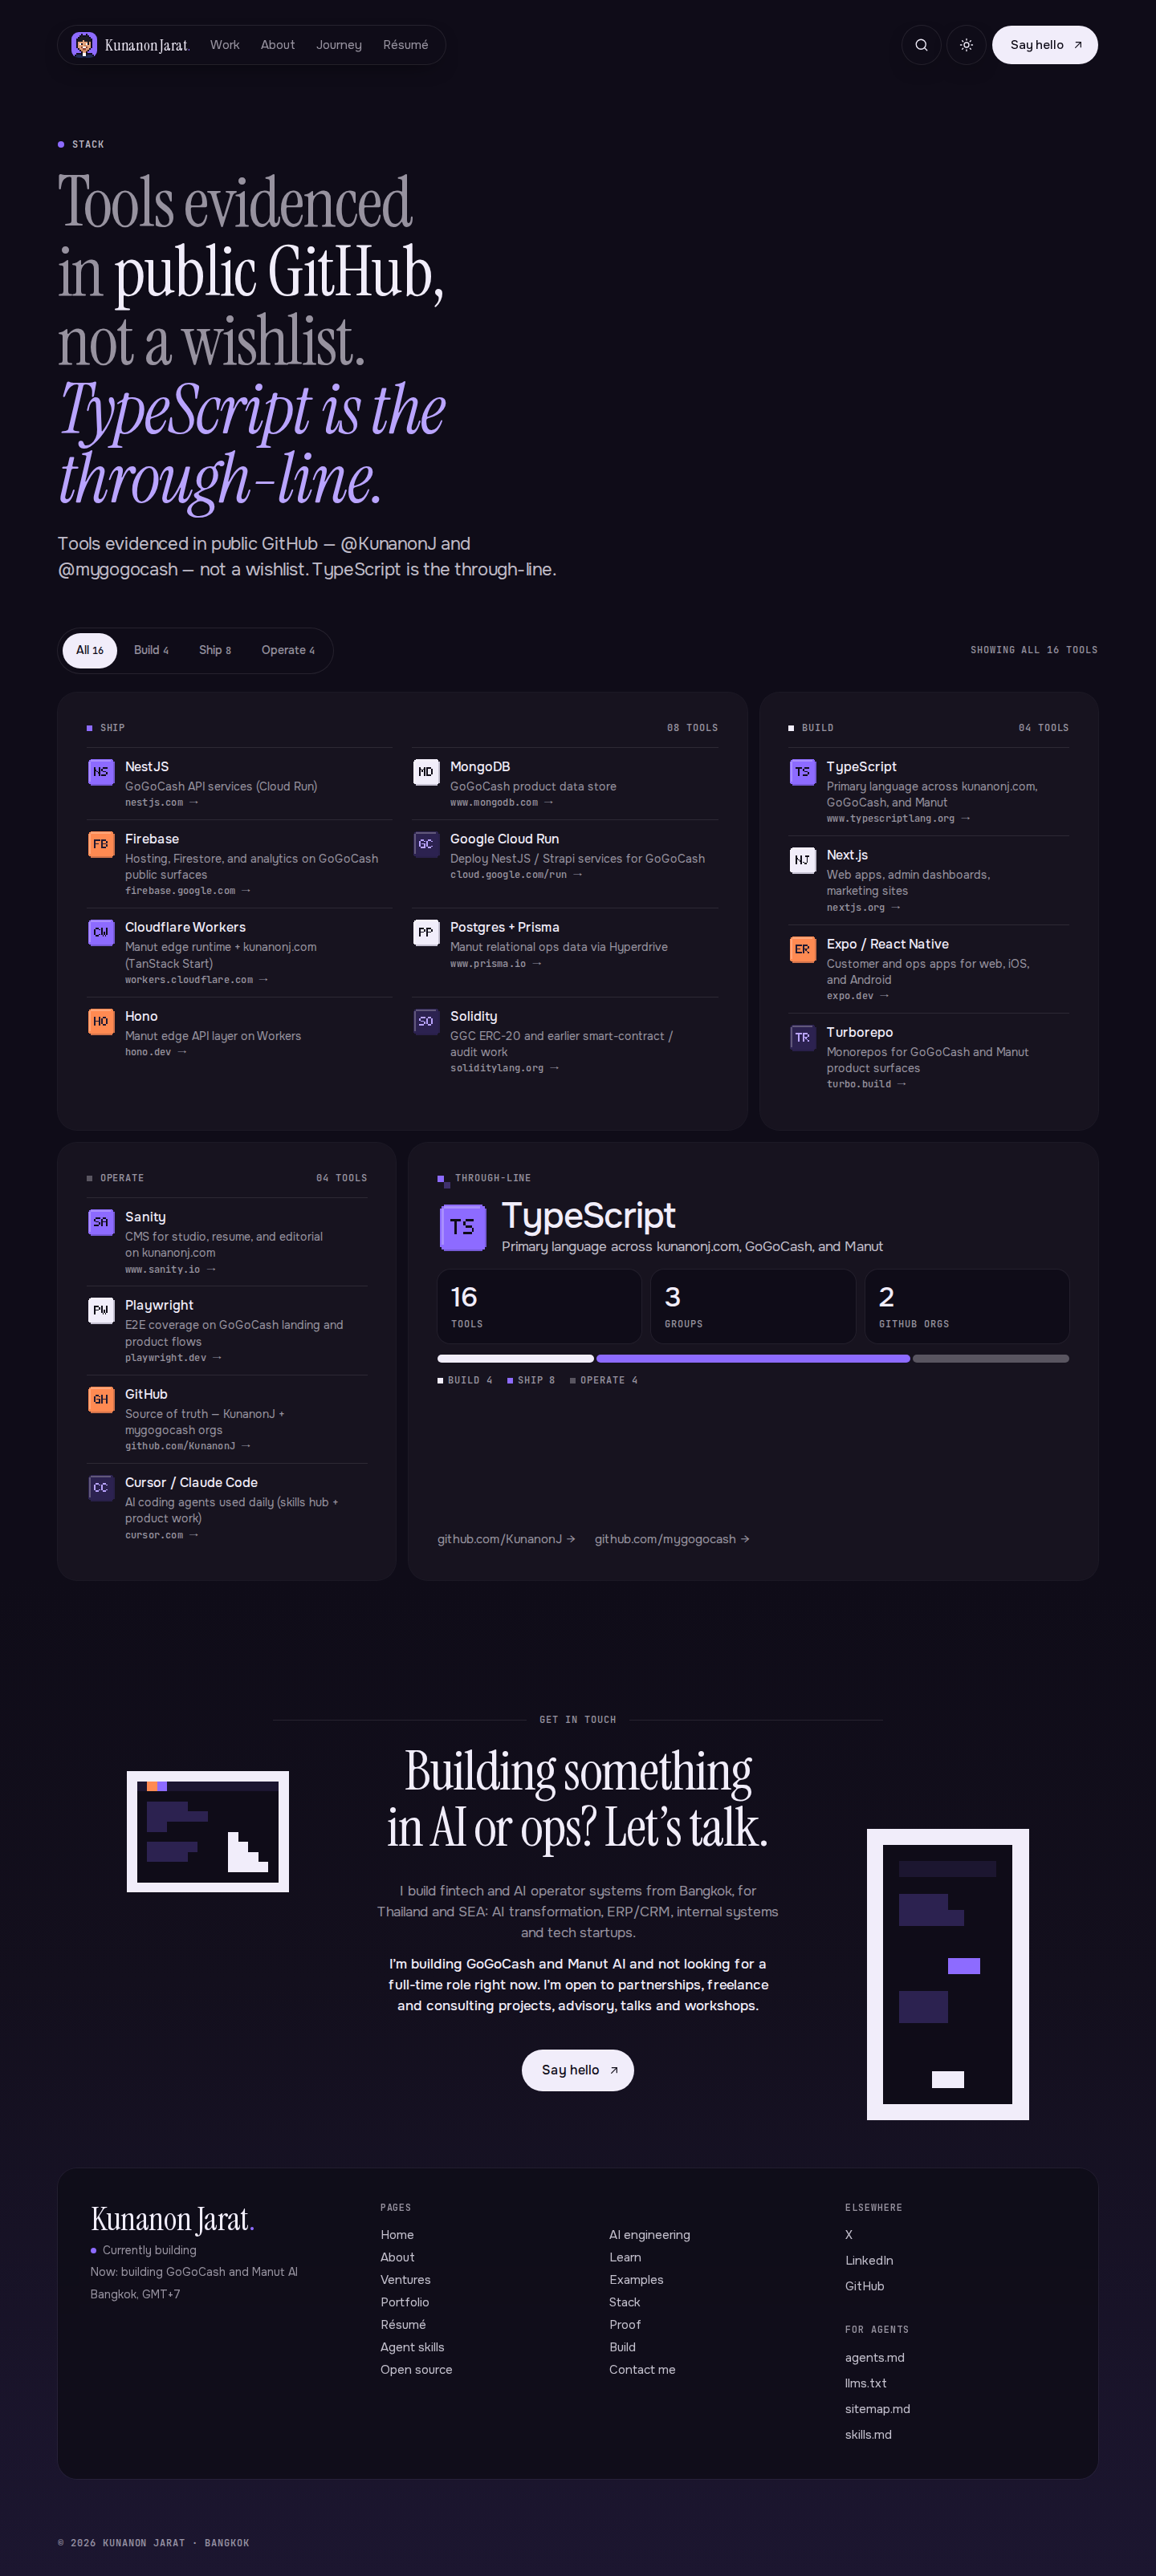 Kunanon Jarat.
Work
About
Journey
Résumé
Say hello
STACK
Tools evidenced
in public GitHub,
not a wishlist.
TypeScript is the
through-line.
Tools evidenced in public GitHub — @KunanonJ and
@mygogocash — not a wishlist. TypeScript is the through-line.
All 16
Build 4
Ship 8
Operate 4
SHOWING ALL 16 TOOLS
SHIP
08 TOOLS
NS
NestJS
GoGoCash API services (Cloud Run)
nestjs.com →
MD
MongoDB
GoGoCash product data store
www.mongodb.com →
FB
Firebase
Hosting, Firestore, and analytics on GoGoCash
public surfaces
firebase.google.com →
GC
Google Cloud Run
Deploy NestJS / Strapi services for GoGoCash
cloud.google.com/run →
CW
Cloudflare Workers
Manut edge runtime + kunanonj.com
(TanStack Start)
workers.cloudflare.com →
PP
Postgres + Prisma
Manut relational ops data via Hyperdrive
www.prisma.io →
HO
Hono
Manut edge API layer on Workers
hono.dev →
SO
Solidity
GGC ERC-20 and earlier smart-contract /
audit work
soliditylang.org →
BUILD
04 TOOLS
TS
TypeScript
Primary language across kunanonj.com,
GoGoCash, and Manut
www.typescriptlang.org →
NJ
Next.js
Web apps, admin dashboards,
marketing sites
nextjs.org →
ER
Expo / React Native
Customer and ops apps for web, iOS,
and Android
expo.dev →
TR
Turborepo
Monorepos for GoGoCash and Manut
product surfaces
turbo.build →
OPERATE
04 TOOLS
SA
Sanity
CMS for studio, resume, and editorial
on kunanonj.com
www.sanity.io →
PW
Playwright
E2E coverage on GoGoCash landing and
product flows
playwright.dev →
GH
GitHub
Source of truth — KunanonJ +
mygogocash orgs
github.com/KunanonJ →
CC
Cursor / Claude Code
AI coding agents used daily (skills hub +
product work)
cursor.com →
THROUGH-LINE
TS
TypeScript
Primary language across kunanonj.com, GoGoCash, and Manut
16
TOOLS
3
GROUPS
2
GITHUB ORGS
BUILD 4
SHIP 8
OPERATE 4
github.com/KunanonJ →
github.com/mygogocash →
GET IN TOUCH
Building something
in AI or ops? Let’s talk.
I build fintech and AI operator systems from Bangkok, for
Thailand and SEA: AI transformation, ERP/CRM, internal systems
and tech startups.
I’m building GoGoCash and Manut AI and not looking for a
full-time role right now. I’m open to partnerships, freelance
and consulting projects, advisory, talks and workshops.
Say hello
Kunanon Jarat.
Currently building
Now: building GoGoCash and Manut AI
Bangkok, GMT+7
PAGES
Home
About
Ventures
Portfolio
Résumé
Agent skills
Open source
AI engineering
Learn
Examples
Stack
Proof
Build
Contact me
ELSEWHERE
X
LinkedIn
GitHub
FOR AGENTS
agents.md
llms.txt
sitemap.md
skills.md
© 2026 KUNANON JARAT · BANGKOK